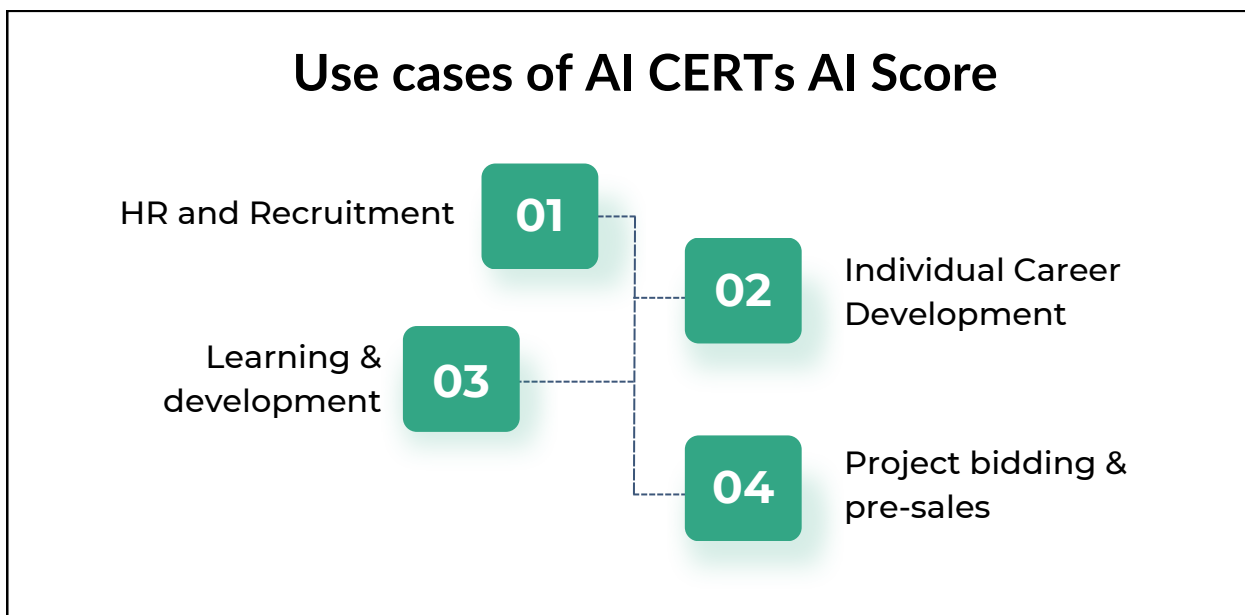 Use cases of AI CERTs AI Score
HR and Recruitment
01
02
Individual Career
Development
Learning &
development
03
04
Project bidding &
pre-sales